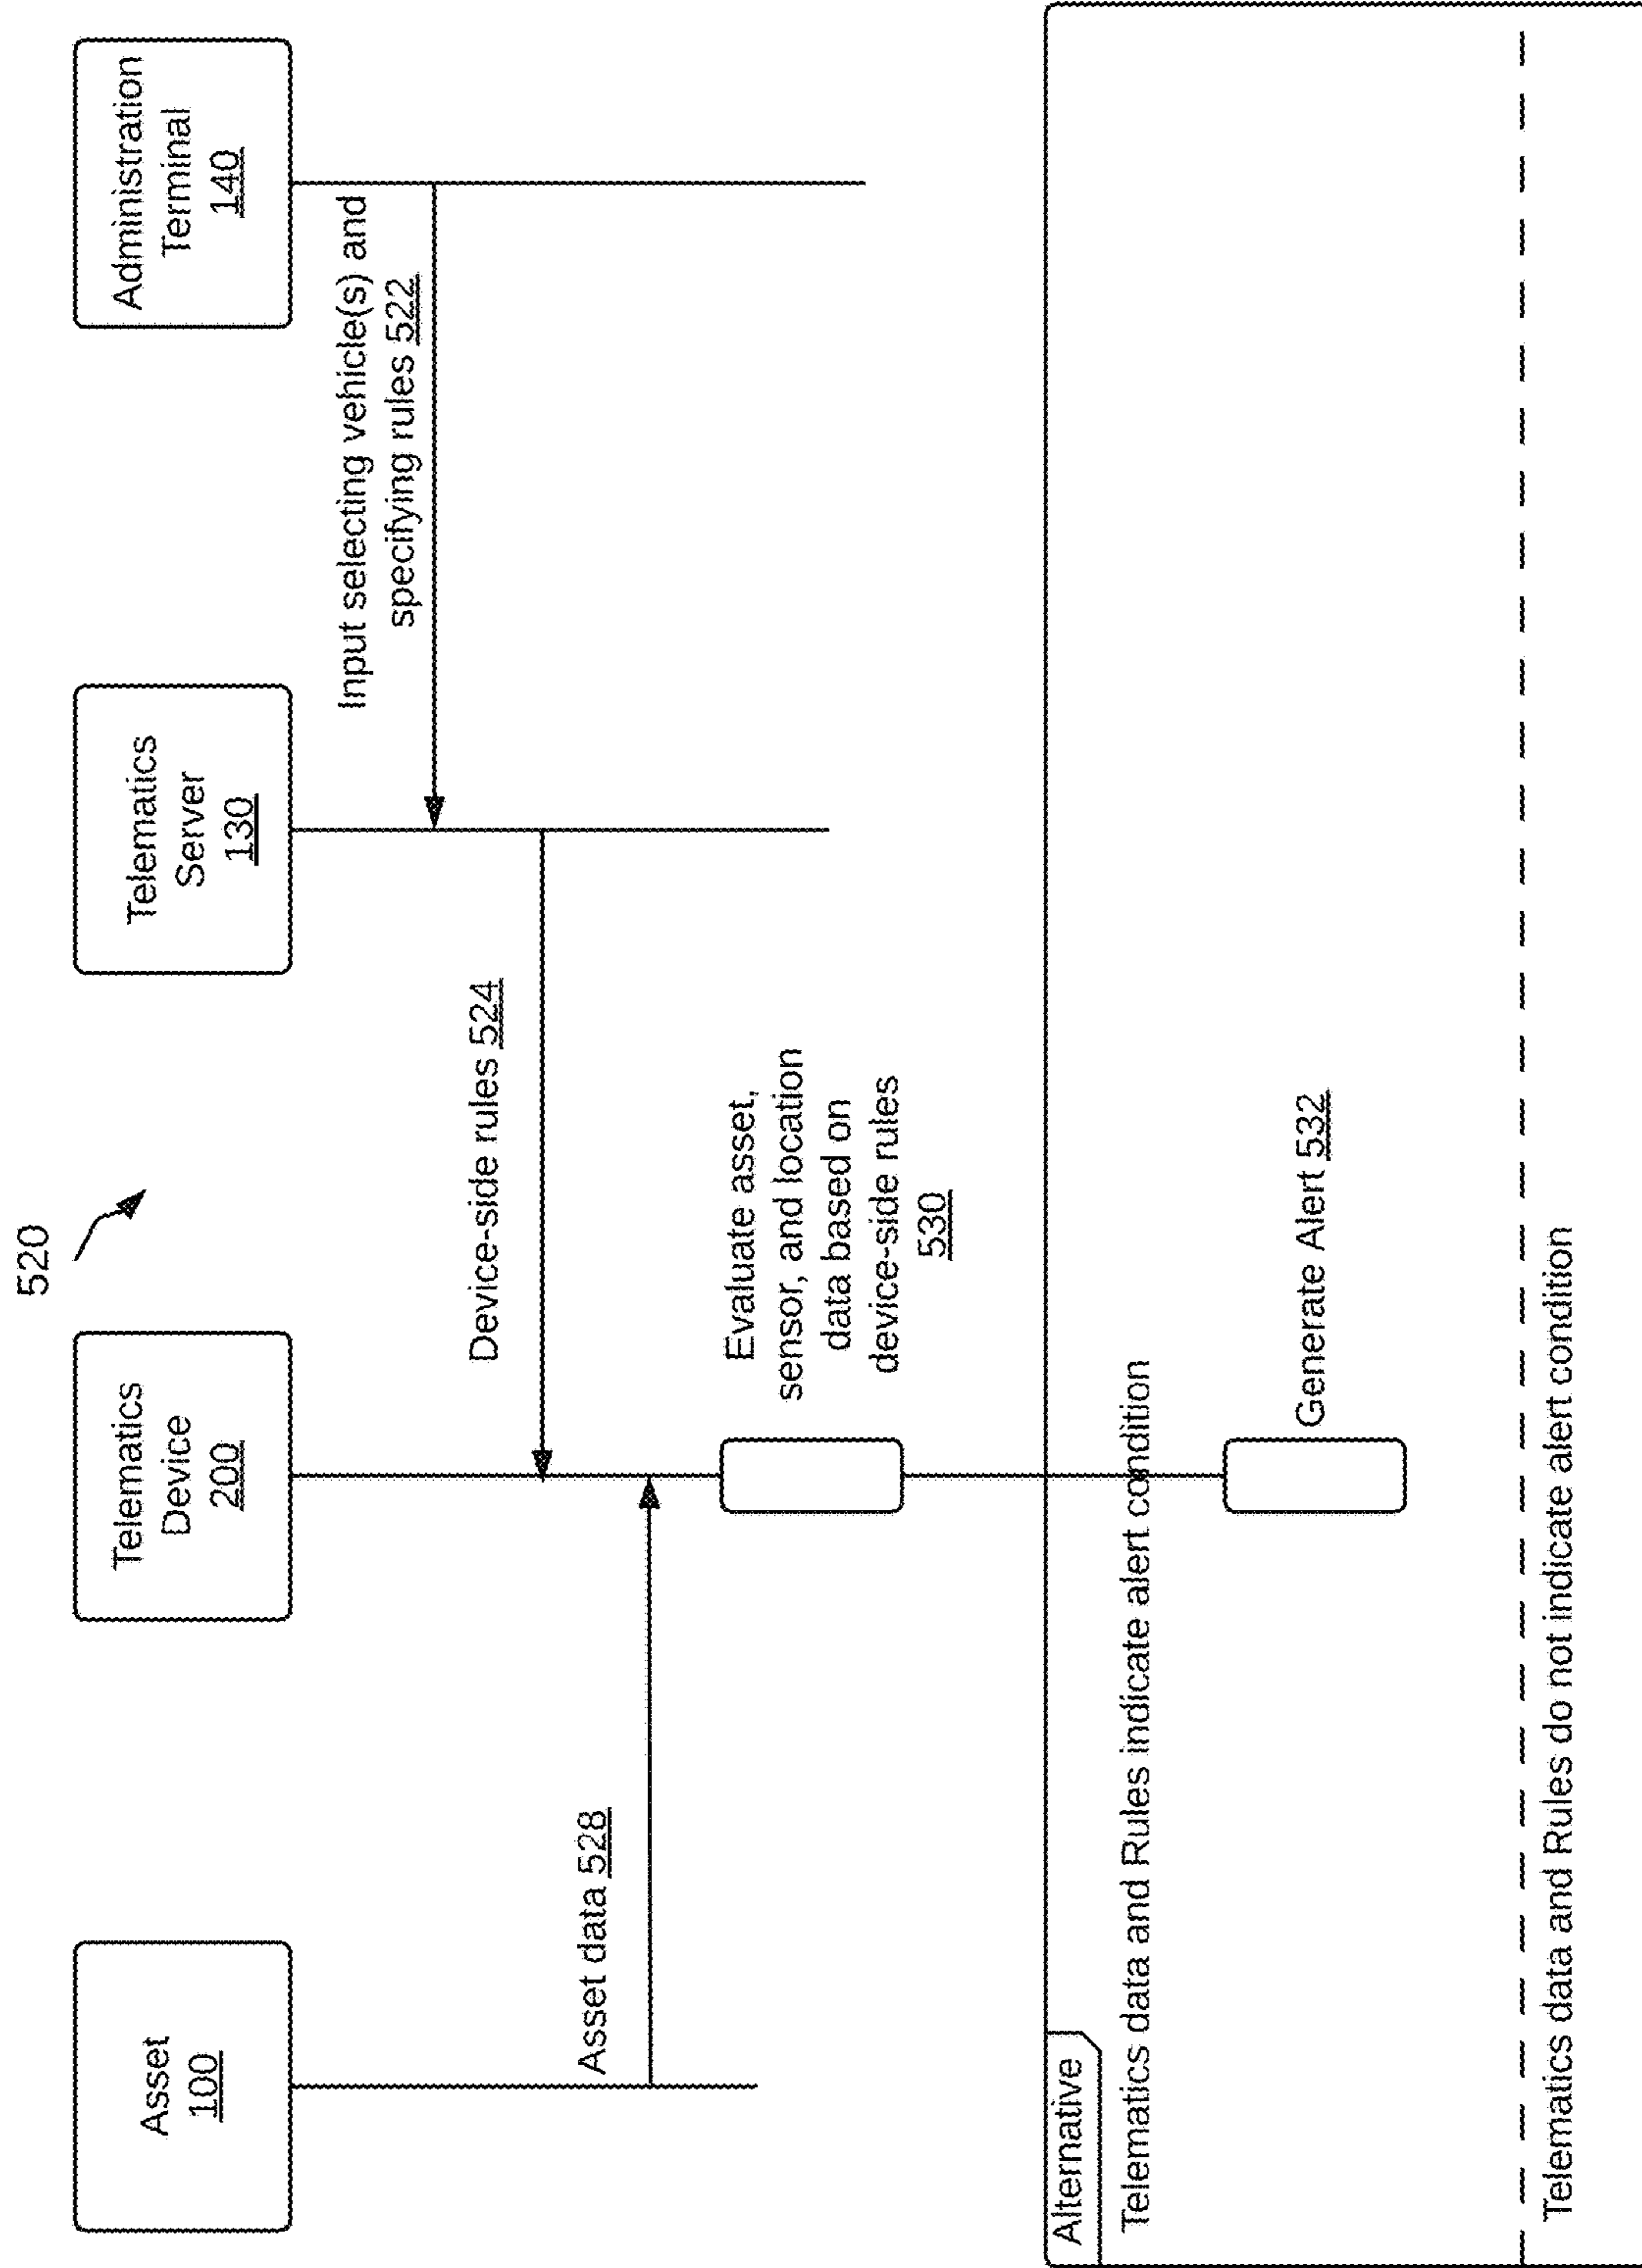 520
Asset
100
Telematics
Device
200
Telematics
Server
130
Administration
Terminal
140
Input selecting vehicle(s) and
specifying rules 522
Device-side rules 524
Asset data 528
Evaluate asset,
sensor, and location
data based on
device-side rules
530
Alternative
Telematics data and Rules indicate alert condition
Generate Alert 532
Telematics data and Rules do not indicate alert condition